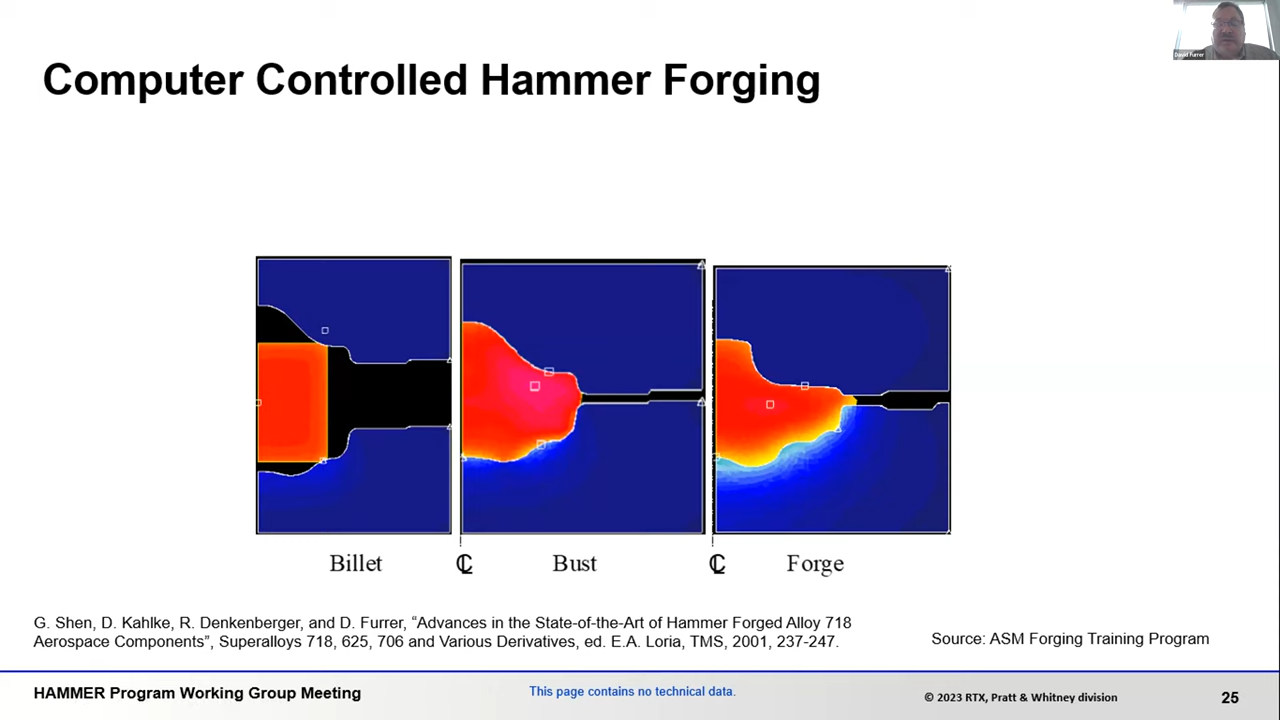 David Furrer
Computer Controlled Hammer Forging
Billet
℄
Bust
℄
Forge
G. Shen, D. Kahlke, R. Denkenberger, and D. Furrer, “Advances in the State-of-the-Art of Hammer Forged Alloy 718
Aerospace Components”, Superalloys 718, 625, 706 and Various Derivatives, ed. E.A. Loria, TMS, 2001, 237-247.
Source: ASM Forging Training Program
HAMMER Program Working Group Meeting
This page contains no technical data.
© 2023 RTX, Pratt & Whitney division
25